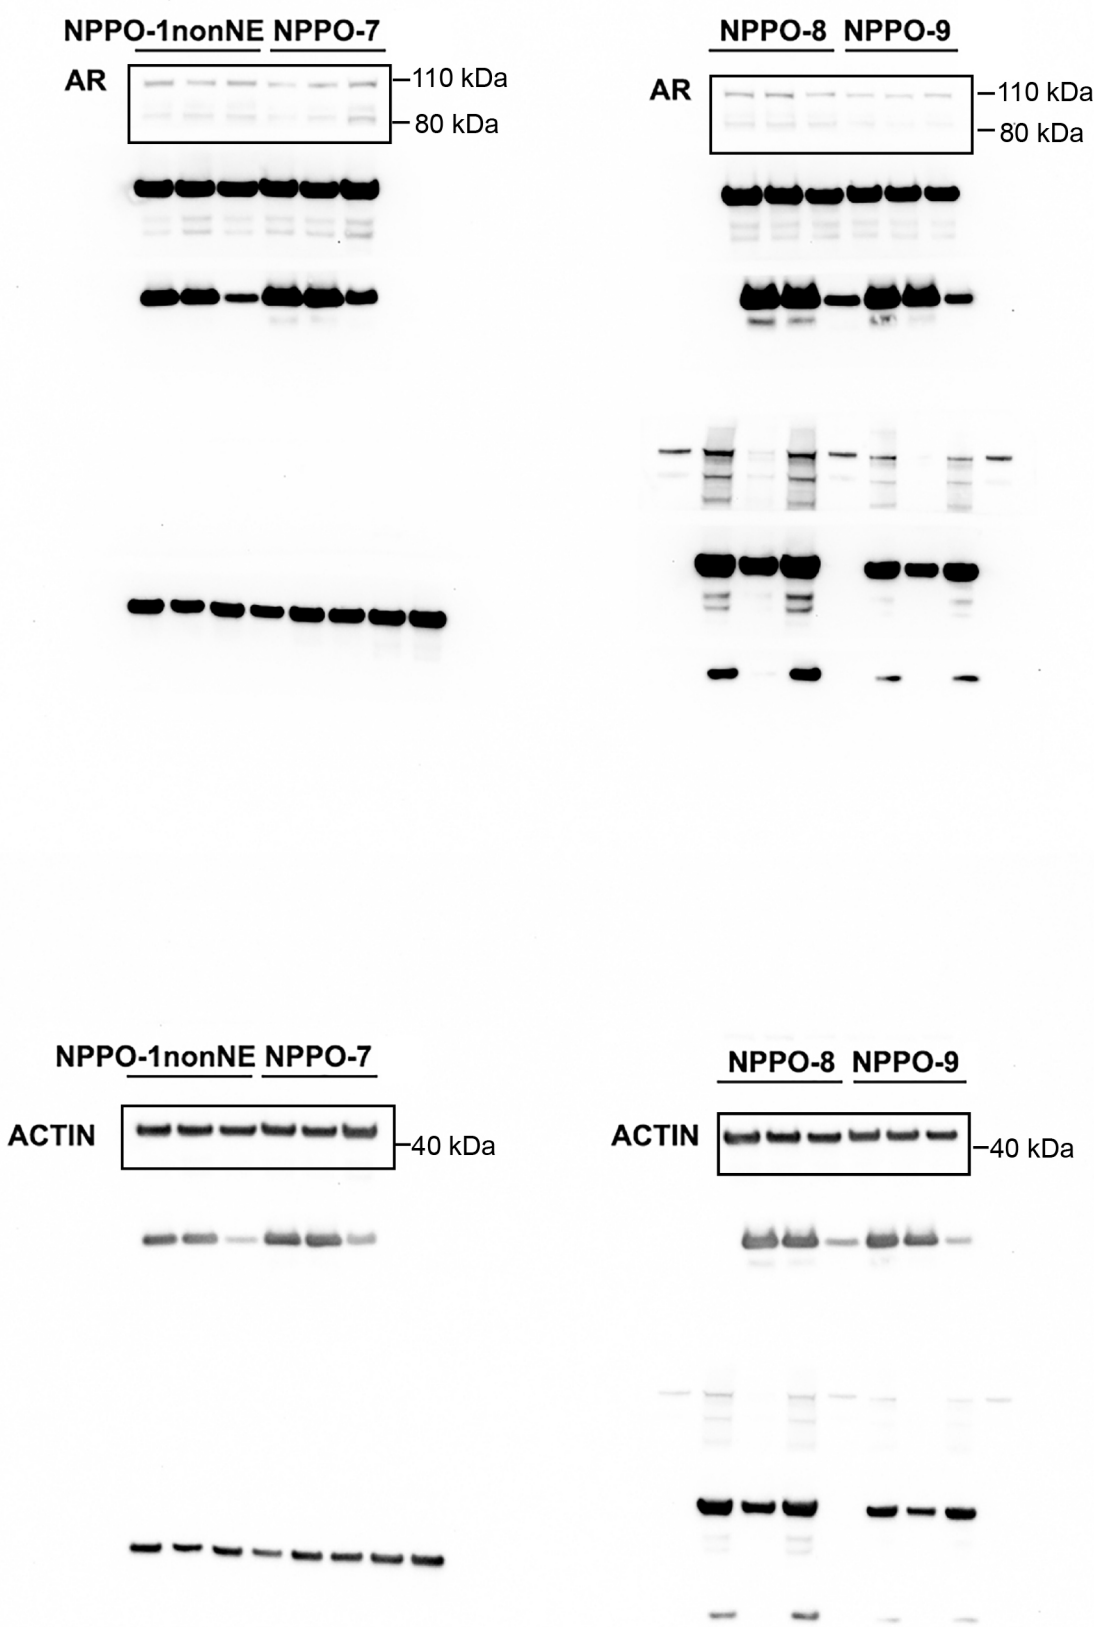 NPPO-1nonNE NPPO-7
AR
110 kDa
80 kDa
NPPO-8 NPPO-9
AR
110 kDa
80 kDa
NPPO-1nonNE NPPO-7
ACTIN
40 kDa
NPPO-8 NPPO-9
ACTIN
40 kDa